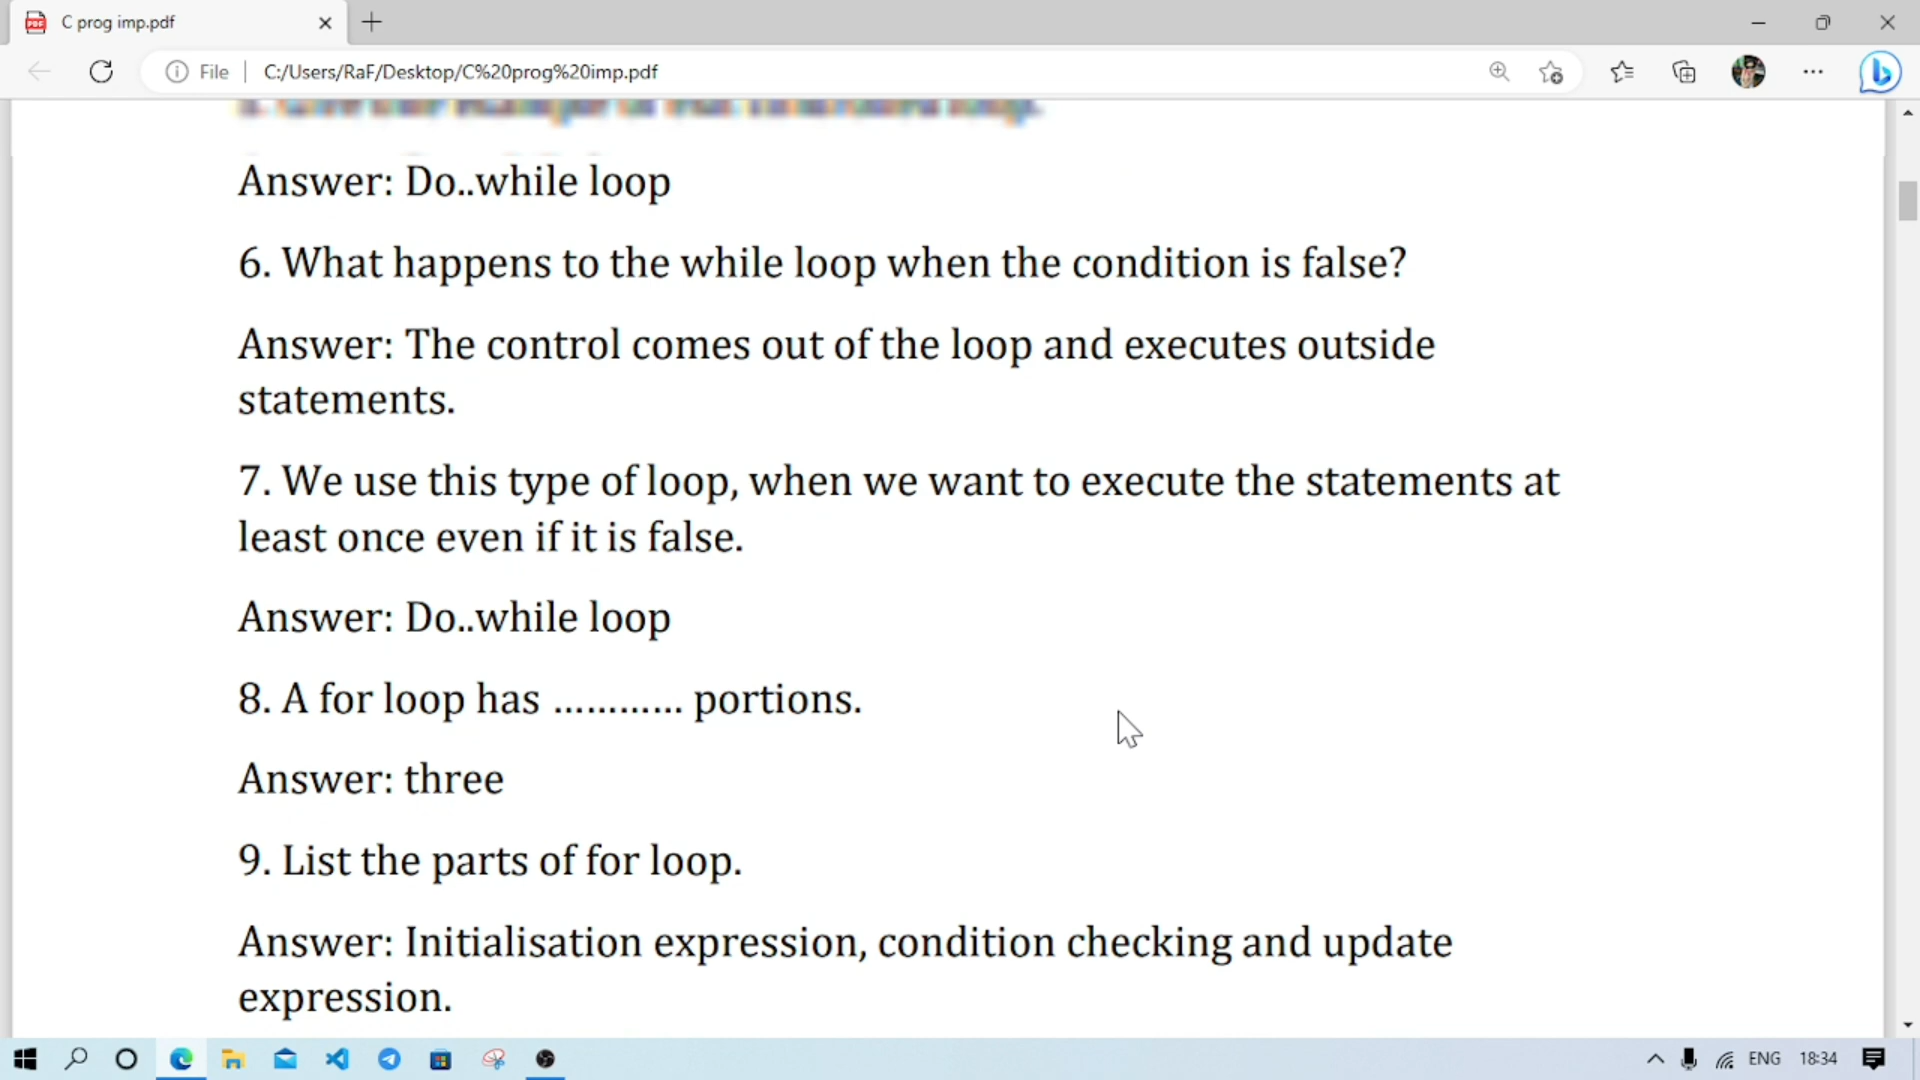 C prog imp.pdf
File
C:/Users/RaF/Desktop/C%20prog%20imp.pdf
Answer: Do..while loop
6. What happens to the while loop when the condition is false?
Answer: The control comes out of the loop and executes outside
statements.
7. We use this type of loop, when we want to execute the statements at
least once even if it is false.
Answer: Do..while loop
8. A for loop has ............ portions.
Answer: three
9. List the parts of for loop.
Answer: Initialisation expression, condition checking and update
expression.
ENG 18:34